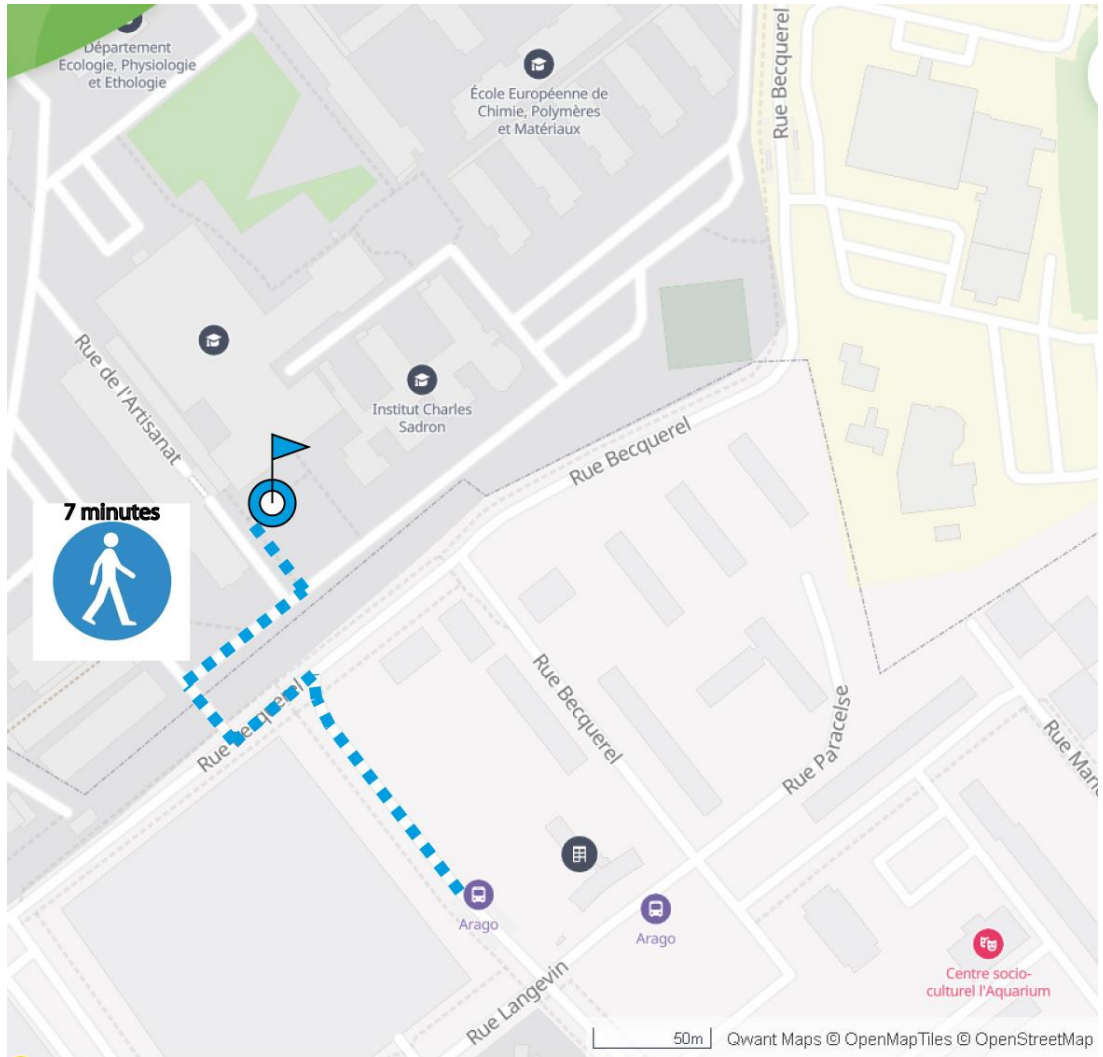 Département
Ecologie, Physiologie
et Ethologie
École Européenne de
Chimie, Polymères
et Matériaux
Rue Becquerel
Rue de l'Artisanat
Institut Charles
Sadron
Rue Becquerel
7 minutes
Rue Becquerel
Rue Becquerel
Rue Paracelse
Arago
Arago
Rue Langevin
Centre socio-
culturel l'Aquarium
50m
Qwant Maps © OpenMapTiles © OpenStreetMap